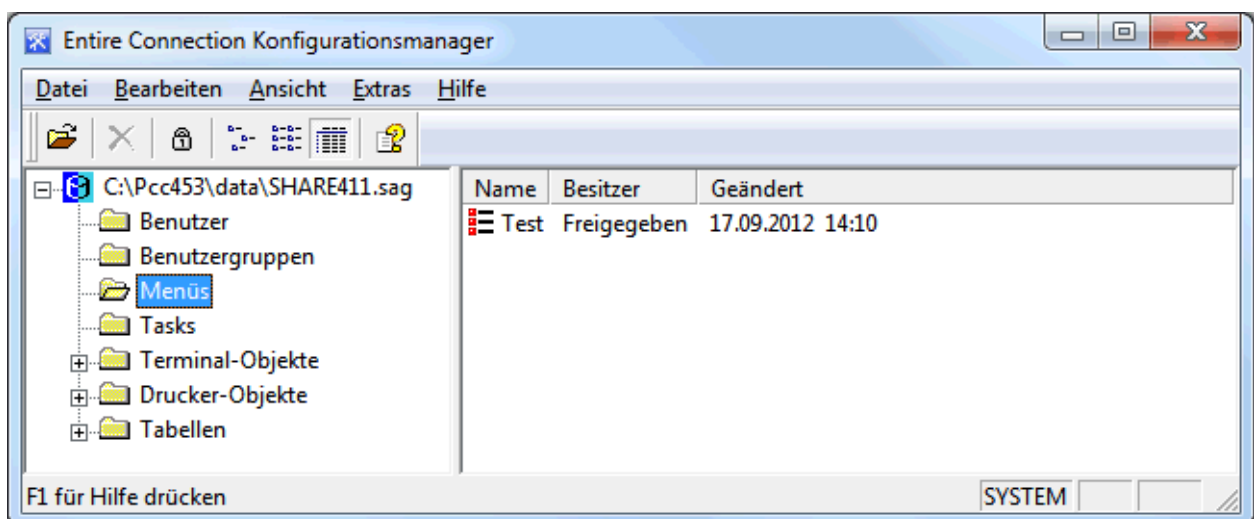 Entire Connection Konfigurationsmanager
Datei Bearbeiten Ansicht Extras Hilfe
C:\Pcc453\data\SHARE411.sag
Benutzer
Benutzergruppen
Menüs
Tasks
Terminal-Objekte
Drucker-Objekte
Tabellen
Name Besitzer Geändert
Test Freigegeben 17.09.2012 14:10
F1 für Hilfe drücken SYSTEM